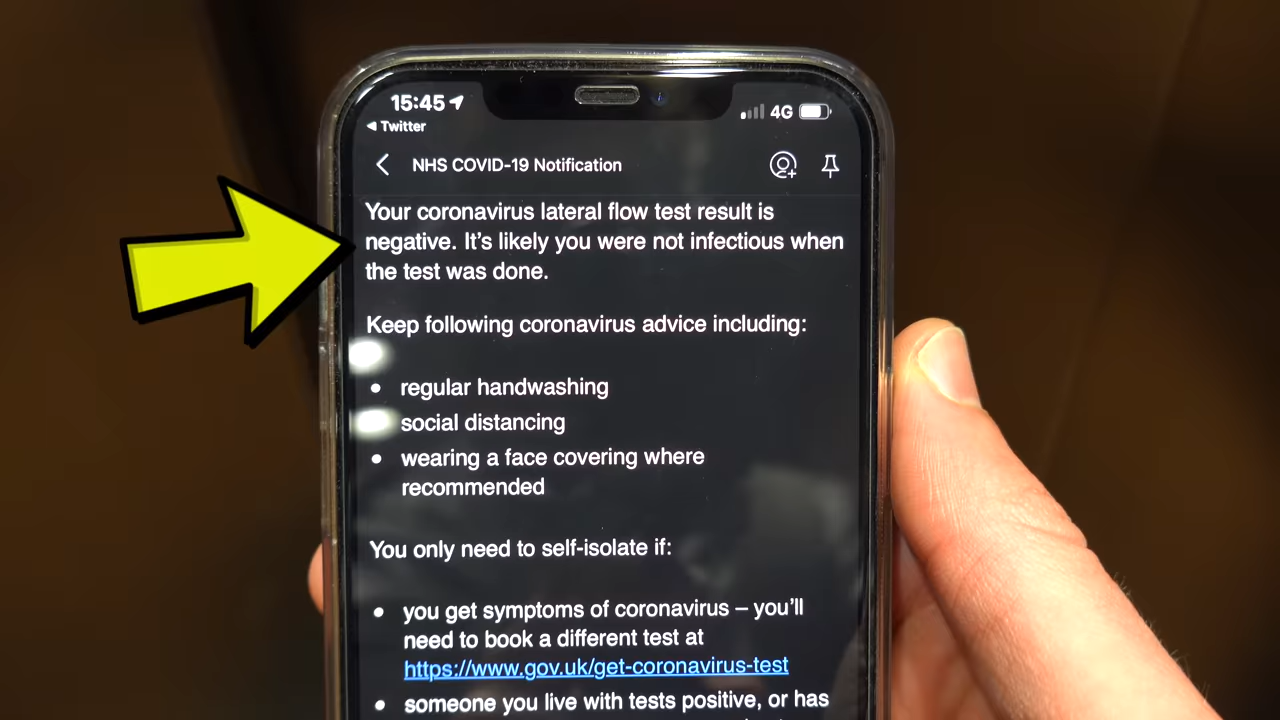 15:45
4G
Twitter
NHS COVID-19 Notification
Your coronavirus lateral flow test result is
negative. It's likely you were not infectious when
the test was done.
Keep following coronavirus advice including:
• regular handwashing
social distancing
• wearing a face covering where
recommended
You only need to self-isolate if:
• you get symptoms of coronavirus – you'll
need to book a different test at
https://www.gov.uk/get-coronavirus-test
• someone you live with tests positive, or has